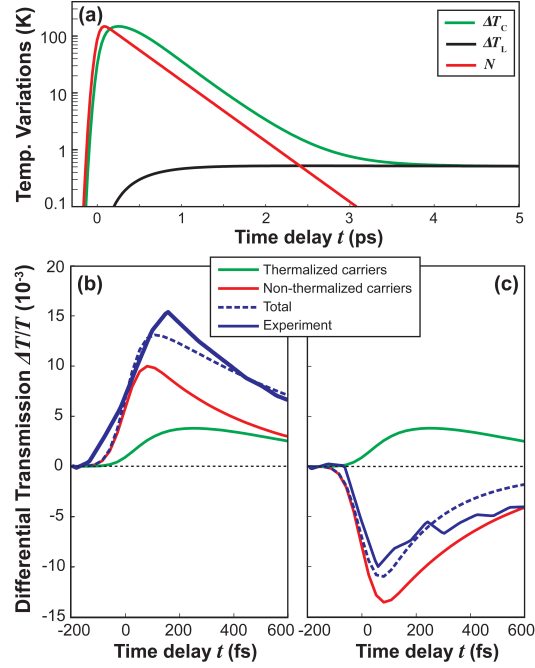 (a)
Temp. Variations (K)
100
10
1
0.1
ΔT_C
ΔT_L
N
0 1 2 3 4 5
Time delay t (ps)
Differential Transmission ΔT/T (10⁻³)
(b)
(c)
Thermalized carriers
Non-thermalized carriers
Total
Experiment
20
15
10
5
0
-5
-10
-15
-200 0 200 400 600
-200 0 200 400 600
Time delay t (fs)
Time delay t (fs)